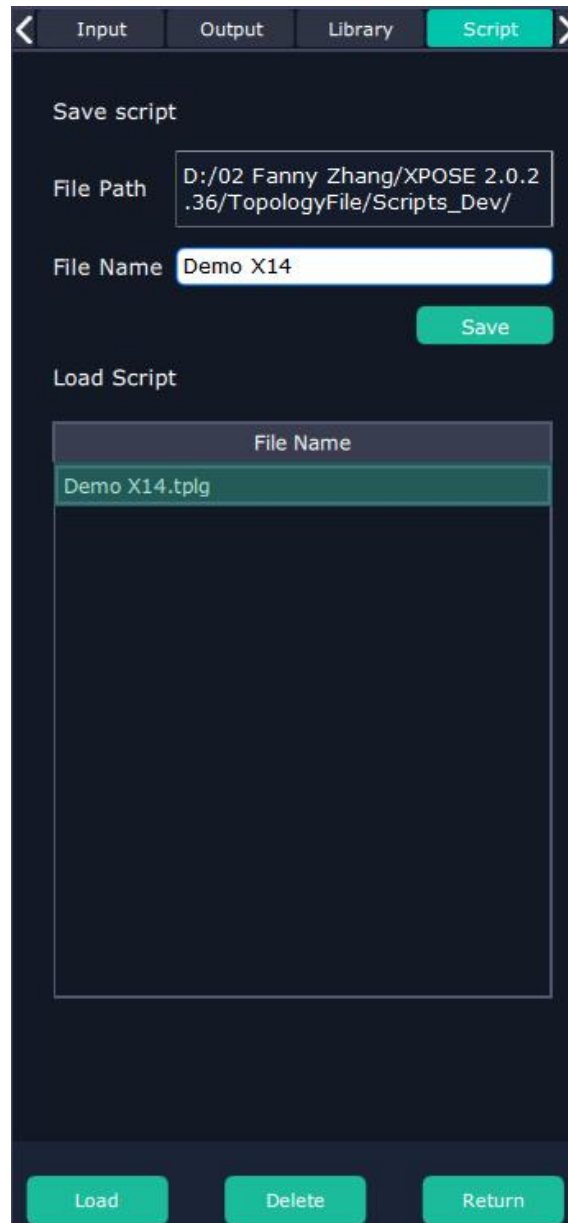 Input Output Library Script
Save script
File Path
D:/02 Fanny Zhang/XPOSE 2.0.2
.36/TopologyFile/Scripts_Dev/
File Name Demo X14
Save
Load Script
File Name
Demo X14.tplg
Load Delete Return